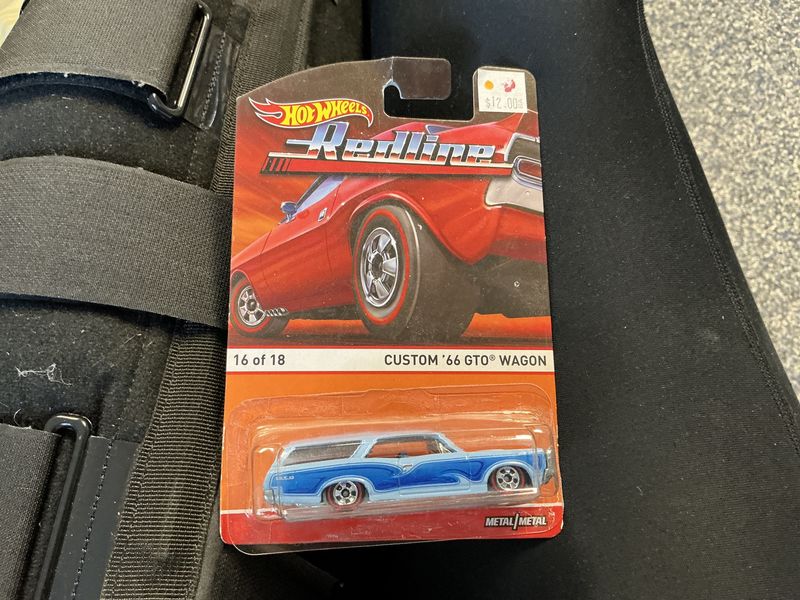 HOT WHEELS
$12.00
Redline
16 of 18
CUSTOM '66 GTO® WAGON
METAL/METAL